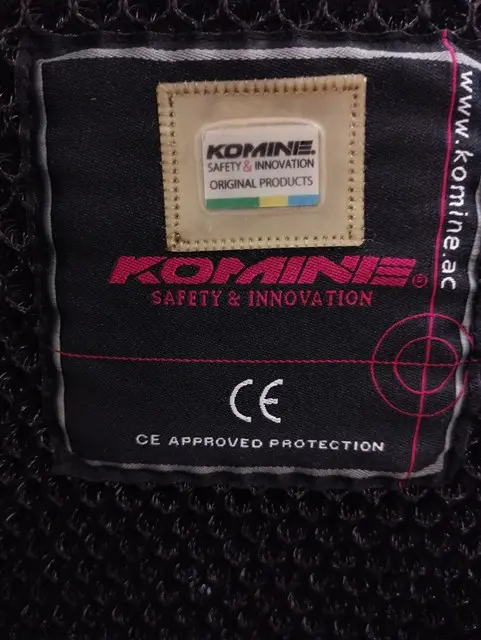 KOMINE.
SAFETY & INNOVATION
ORIGINAL PRODUCTS
KOMINE®
SAFETY & INNOVATION
www.komine.ac
CE
CE APPROVED PROTECTION